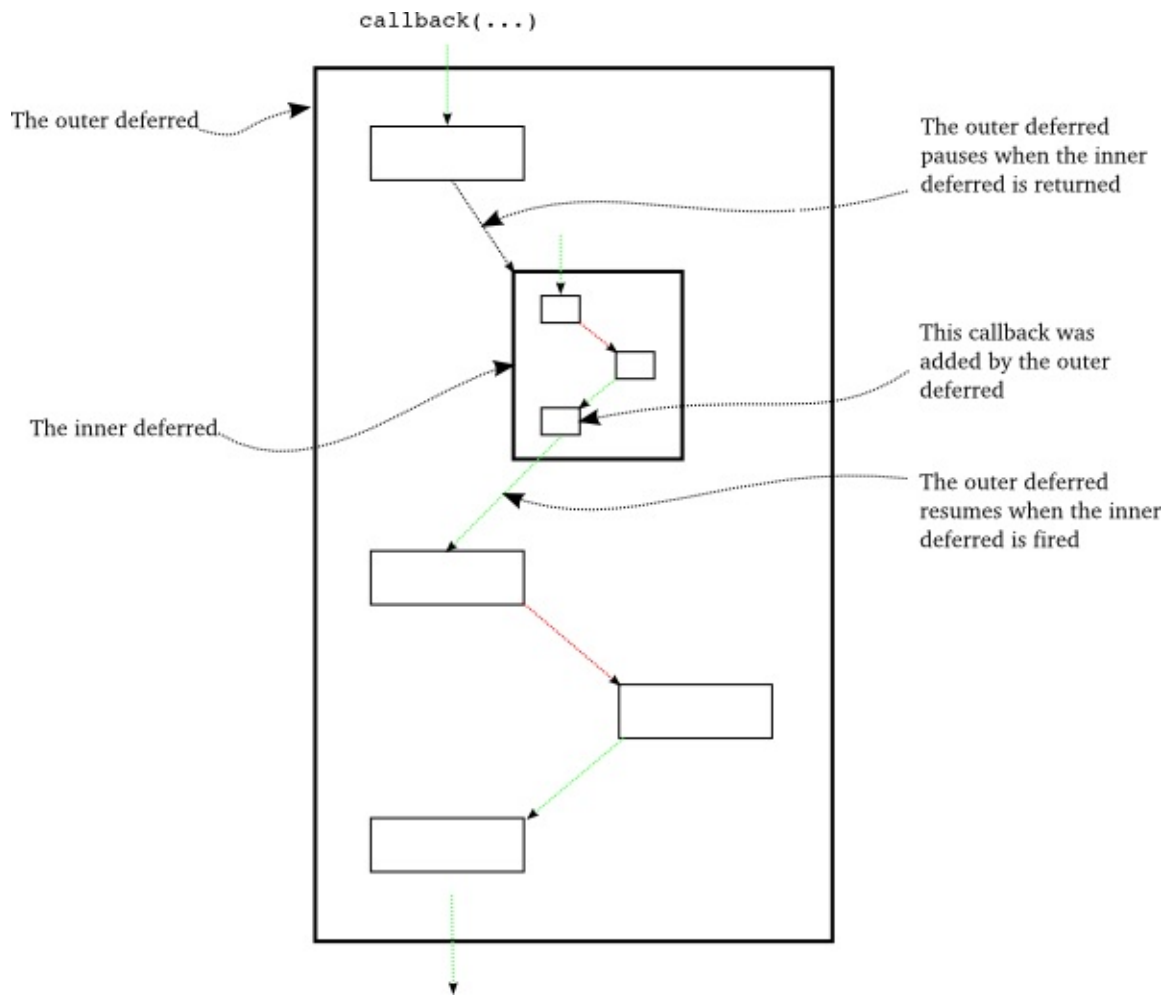 callback(...)
The outer deferred
The outer deferred
pauses when the inner
deferred is returned
This callback was
added by the outer
deferred
The inner deferred
The outer deferred
resumes when the inner
deferred is fired